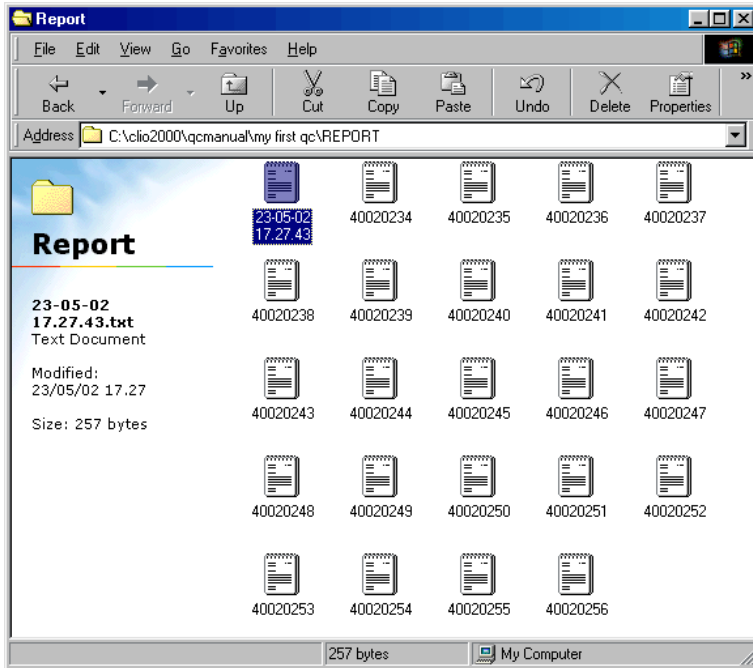 Report
File Edit View Go Favorites Help
Back Forward Up Cut Copy Paste Undo Delete Properties »
Address C:\clio2000\qcmanual\my first qc\REPORT
Report
23-05-02
17.27.43.txt
Text Document
Modified:
23/05/02 17.27
Size: 257 bytes
23-05-02
17.27.43
40020234 40020235 40020236 40020237
40020238 40020239 40020240 40020241 40020242
40020243 40020244 40020245 40020246 40020247
40020248 40020249 40020250 40020251 40020252
40020253 40020254 40020255 40020256
257 bytes My Computer